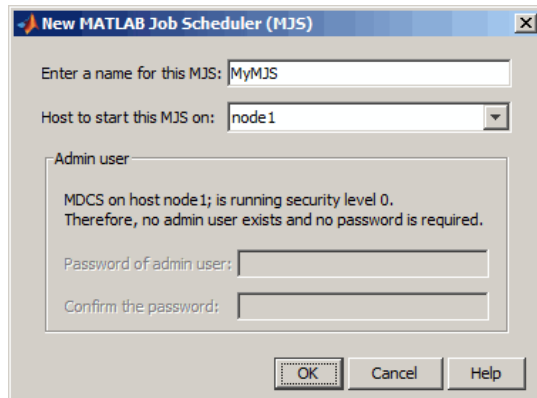 New MATLAB Job Scheduler (MJS)
Enter a name for this MJS: MyMJS
Host to start this MJS on: node1
Admin user
MDCS on host node1; is running security level 0.
Therefore, no admin user exists and no password is required.
Password of admin user:
Confirm the password:
OK Cancel Help